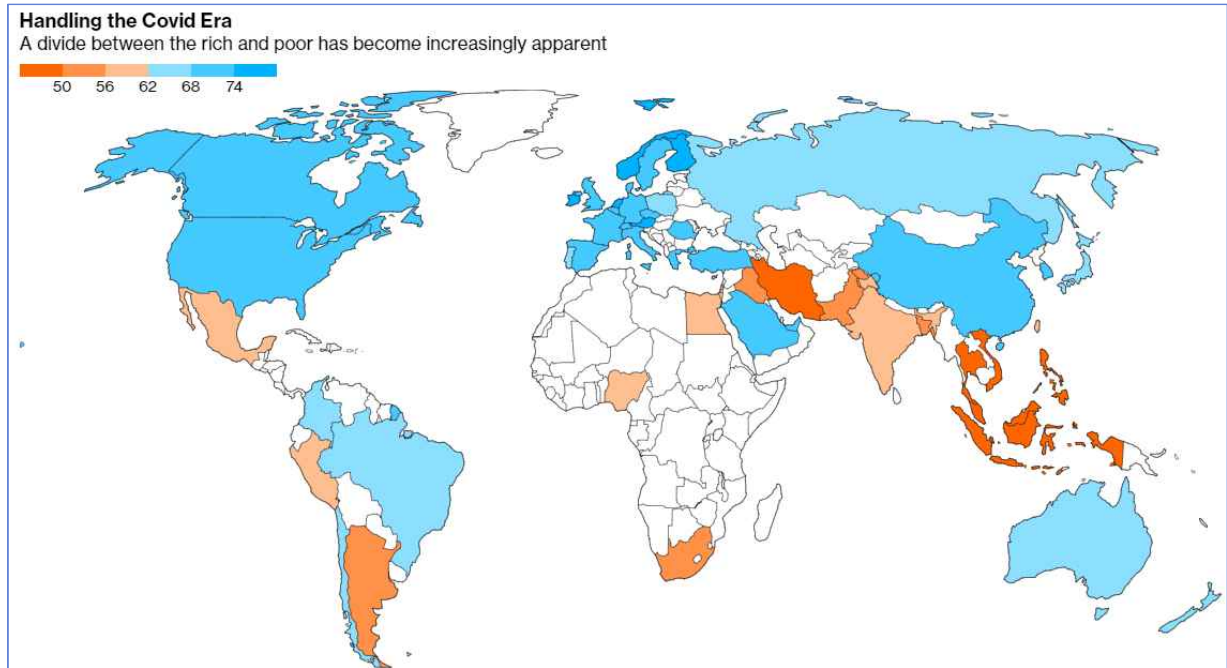 Handling the Covid Era
A divide between the rich and poor has become increasingly apparent
50 56 62 68 74